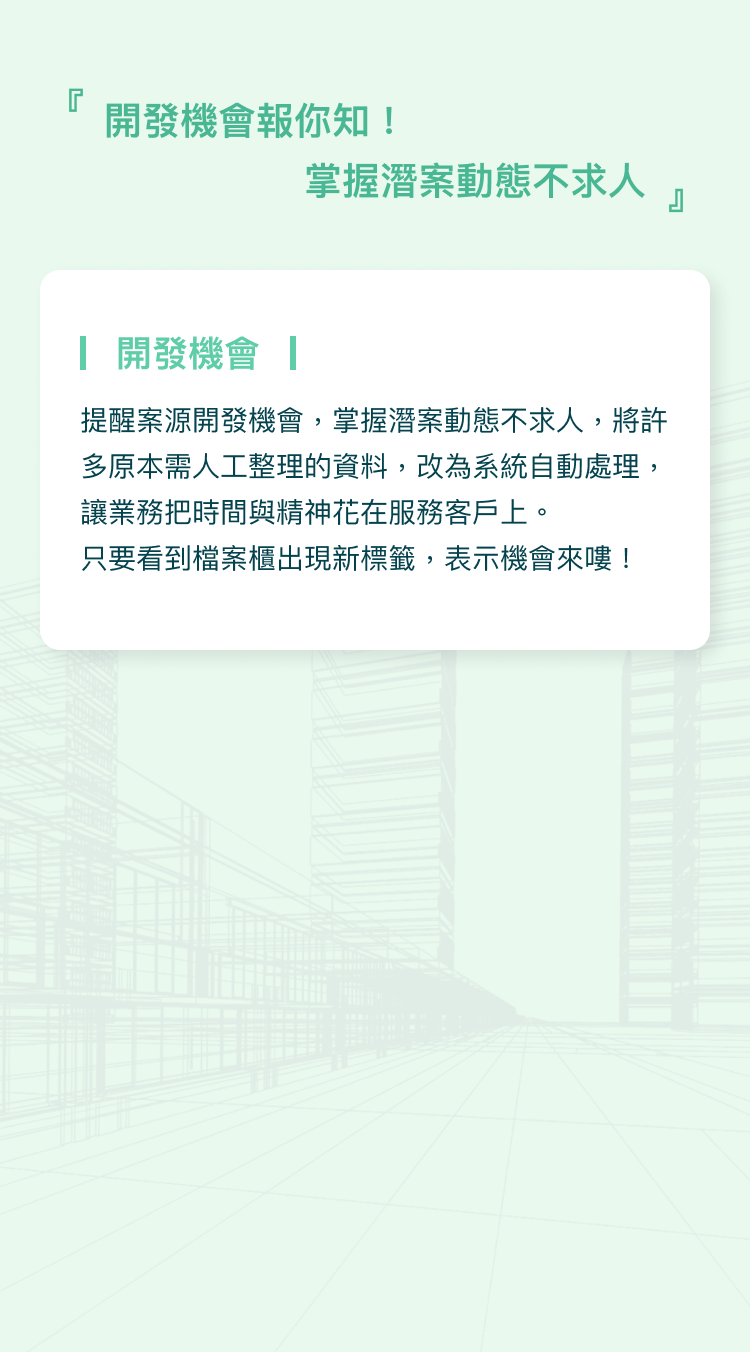 『 開發機會報你知！
掌握潛案動態不求人 』
開發機會
提醒案源開發機會，掌握潛案動態不求人，將許
多原本需人工整理的資料，改為系統自動處理，
讓業務把時間與精神花在服務客戶上。
只要看到檔案櫃出現新標籤，表示機會來嘍！